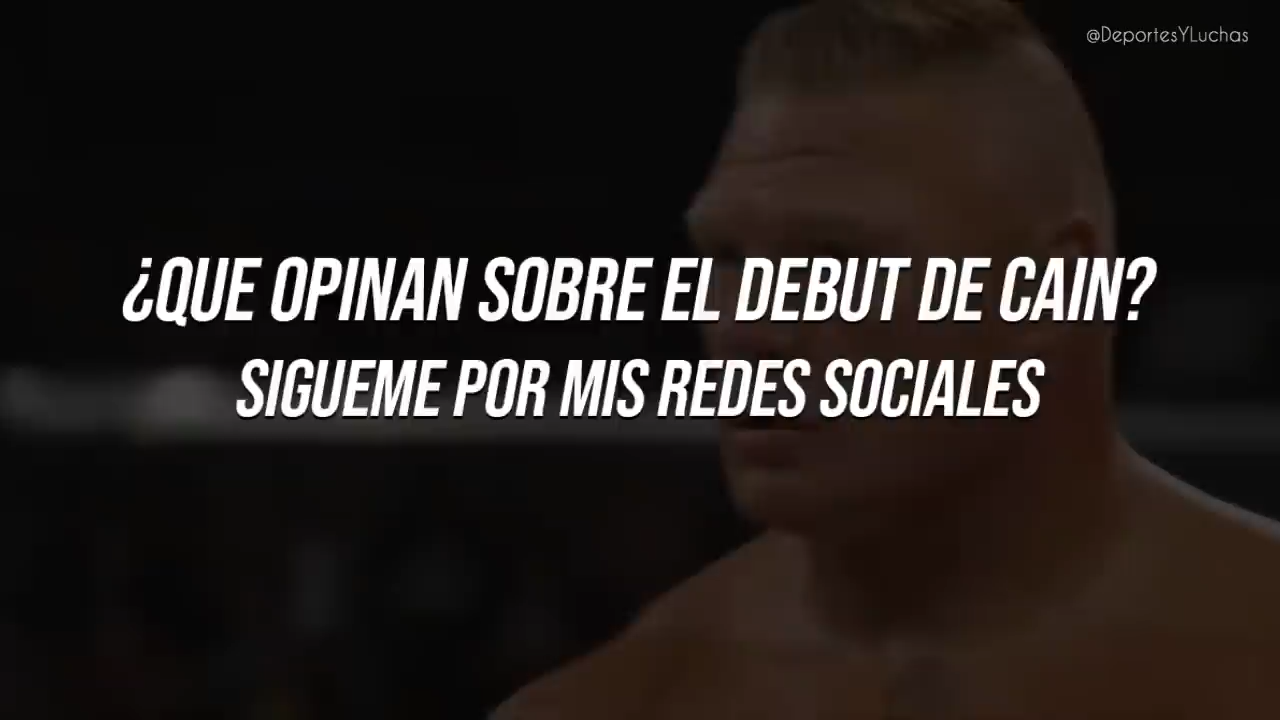 @DeportesYLuchas
¿QUE OPINAN SOBRE EL DEBUT DE CAIN?
SIGUEME POR MIS REDES SOCIALES